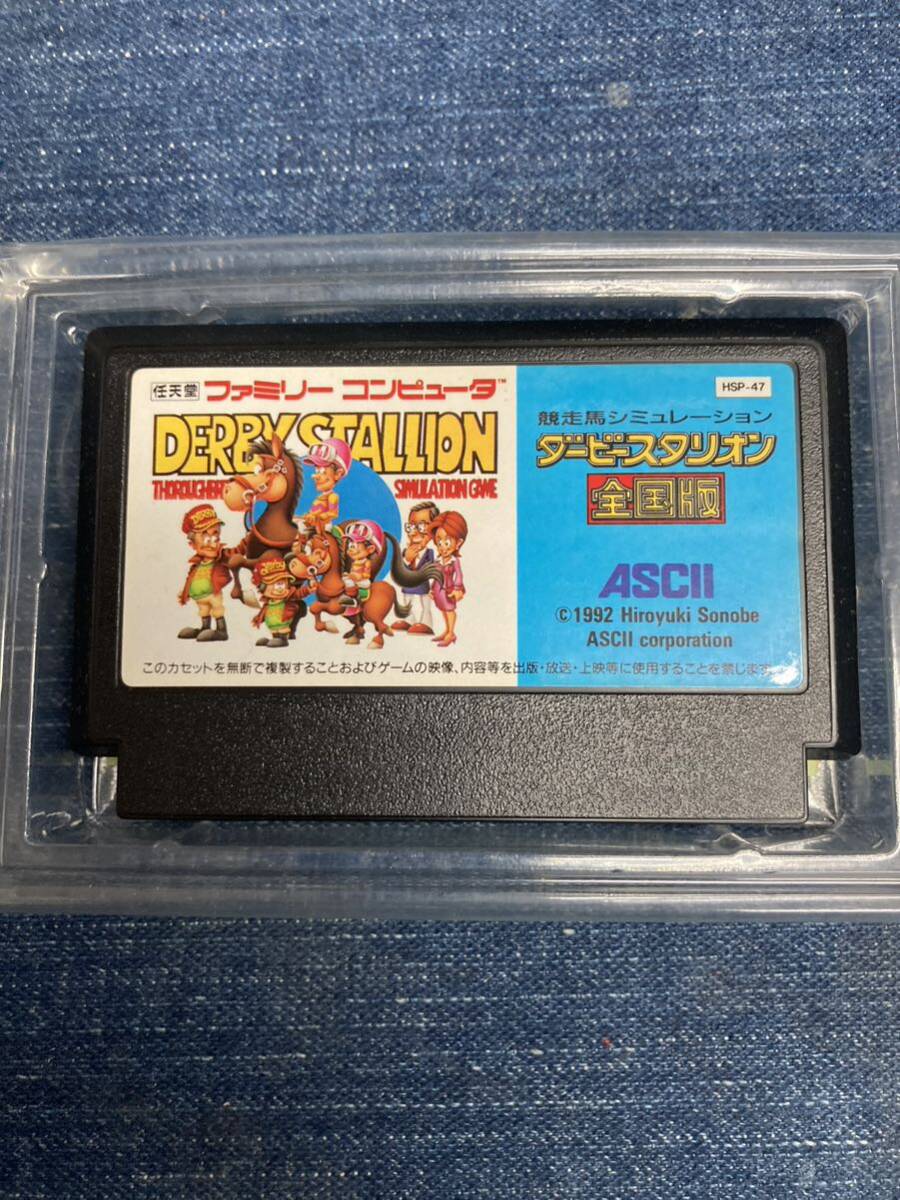 任天堂 ファミリー コンピュータ™
DERBY STALLION
THOROUGHBR
SIMULATION GAME
HSP-47
競走馬シミュレーション
ダービースタリオン
全国版
ASCII
©1992 Hiroyuki Sonobe
ASCII corporation
このカセットを無断で複製することおよびゲームの映像、内容等を出版・放送・上映等に使用することを禁じます